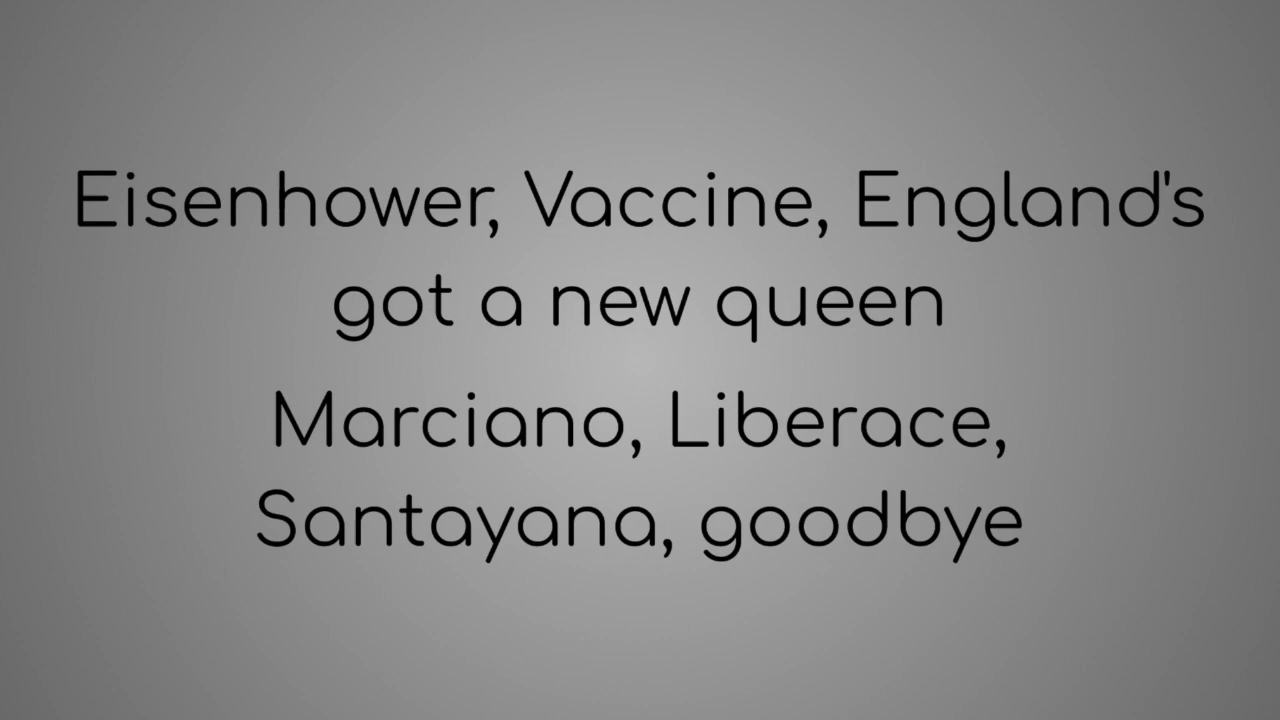 Eisenhower, Vaccine, England's
got a new queen
Marciano, Liberace,
Santayana, goodbye